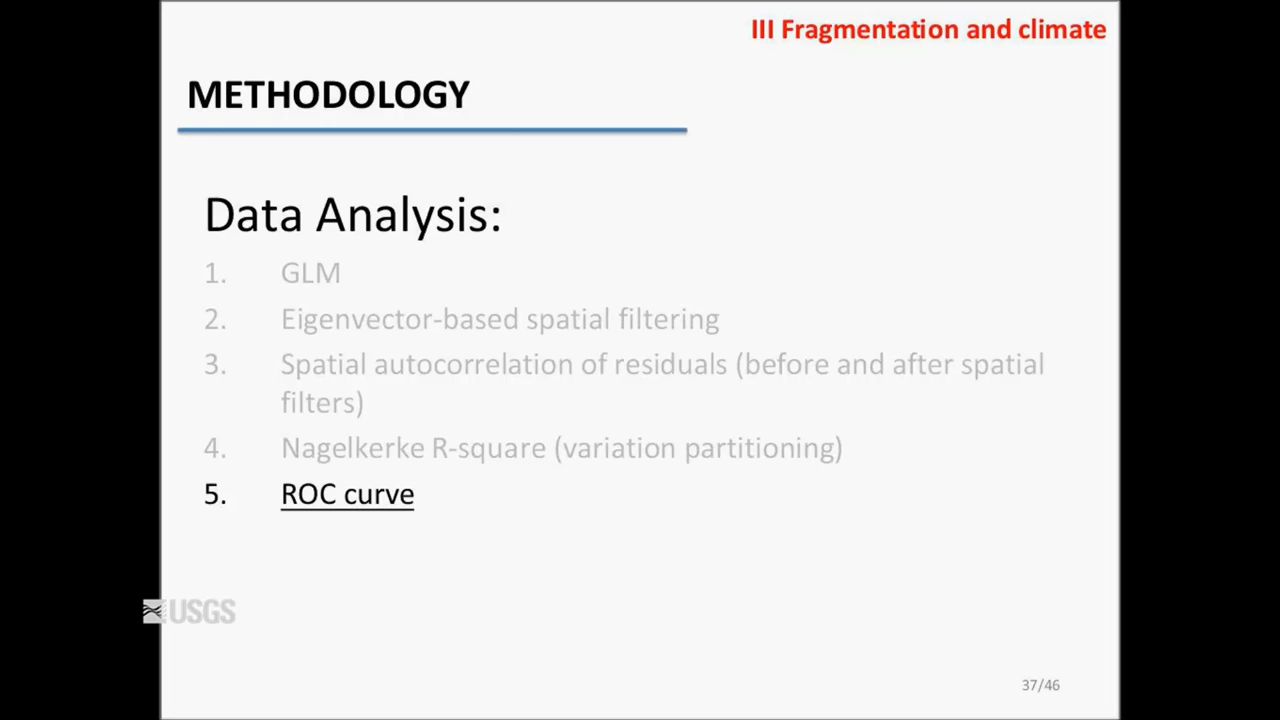 III Fragmentation and climate
METHODOLOGY
Data Analysis:
1. GLM
2. Eigenvector-based spatial filtering
3. Spatial autocorrelation of residuals (before and after spatial
filters)
4. Nagelkerke R-square (variation partitioning)
5. ROC curve
USGS
37/46